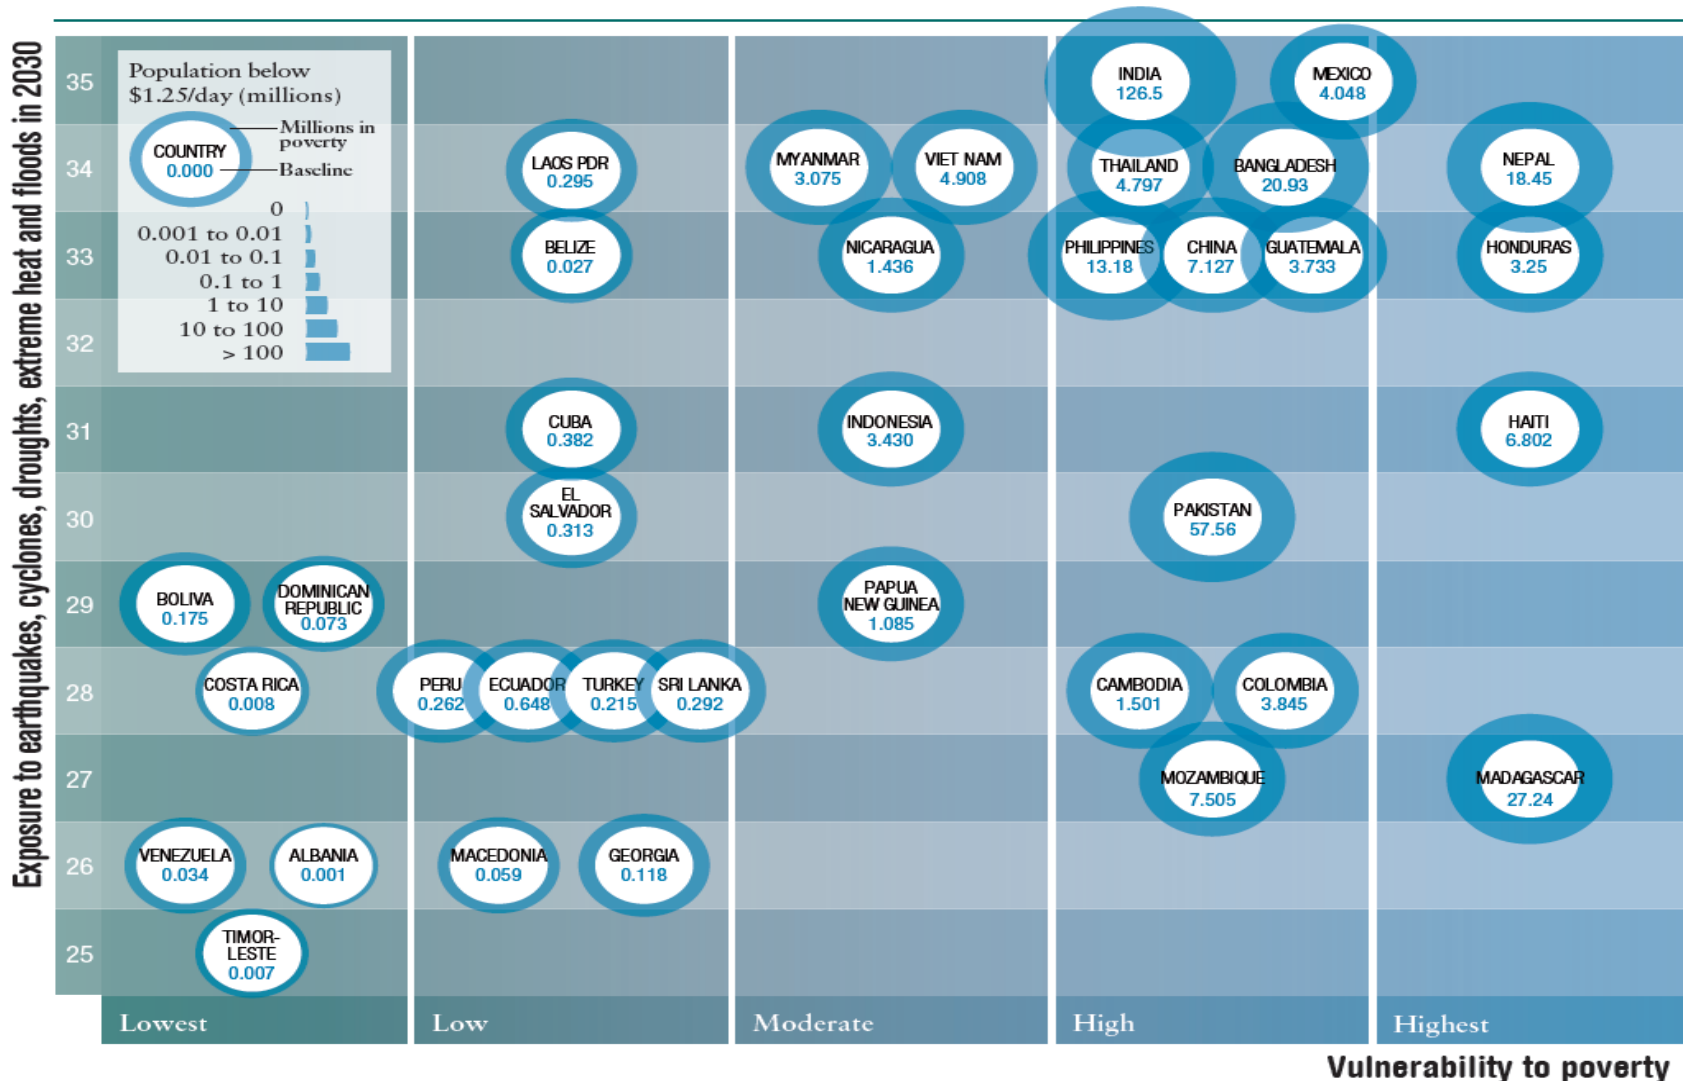 Exposure to earthquakes, cyclones, droughts, extreme heat and floods in 2030
Population below
$1.25/day (millions)
Millions in
poverty
COUNTRY
0.000
Baseline
0
0.001 to 0.01
0.01 to 0.1
0.1 to 1
1 to 10
10 to 100
> 100
35
INDIA
126.5
MEXICO
4.048
34
LAOS PDR
0.295
MYANMAR
3.075
VIET NAM
4.908
THAILAND
4.797
BANGLADESH
20.93
NEPAL
18.45
33
BELIZE
0.027
NICARAGUA
1.436
PHILIPPINES
13.18
CHINA
7.127
GUATEMALA
3.733
HONDURAS
3.25
32
31
CUBA
0.382
INDONESIA
3.430
HAITI
6.802
30
EL
SALVADOR
0.313
PAKISTAN
57.56
29
BOLIVA
0.175
DOMINICAN
REPUBLIC
0.073
PAPUA
NEW GUINEA
1.085
28
COSTA RICA
0.008
PERU
0.262
ECUADOR
0.648
TURKEY
0.215
SRI LANKA
0.292
CAMBODIA
1.501
COLOMBIA
3.845
27
MOZAMBIQUE
7.505
MADAGASCAR
27.24
26
VENEZUELA
0.034
ALBANIA
0.001
MACEDONIA
0.059
GEORGIA
0.118
25
TIMOR-
LESTE
0.007
Lowest
Low
Moderate
High
Highest
Vulnerability to poverty